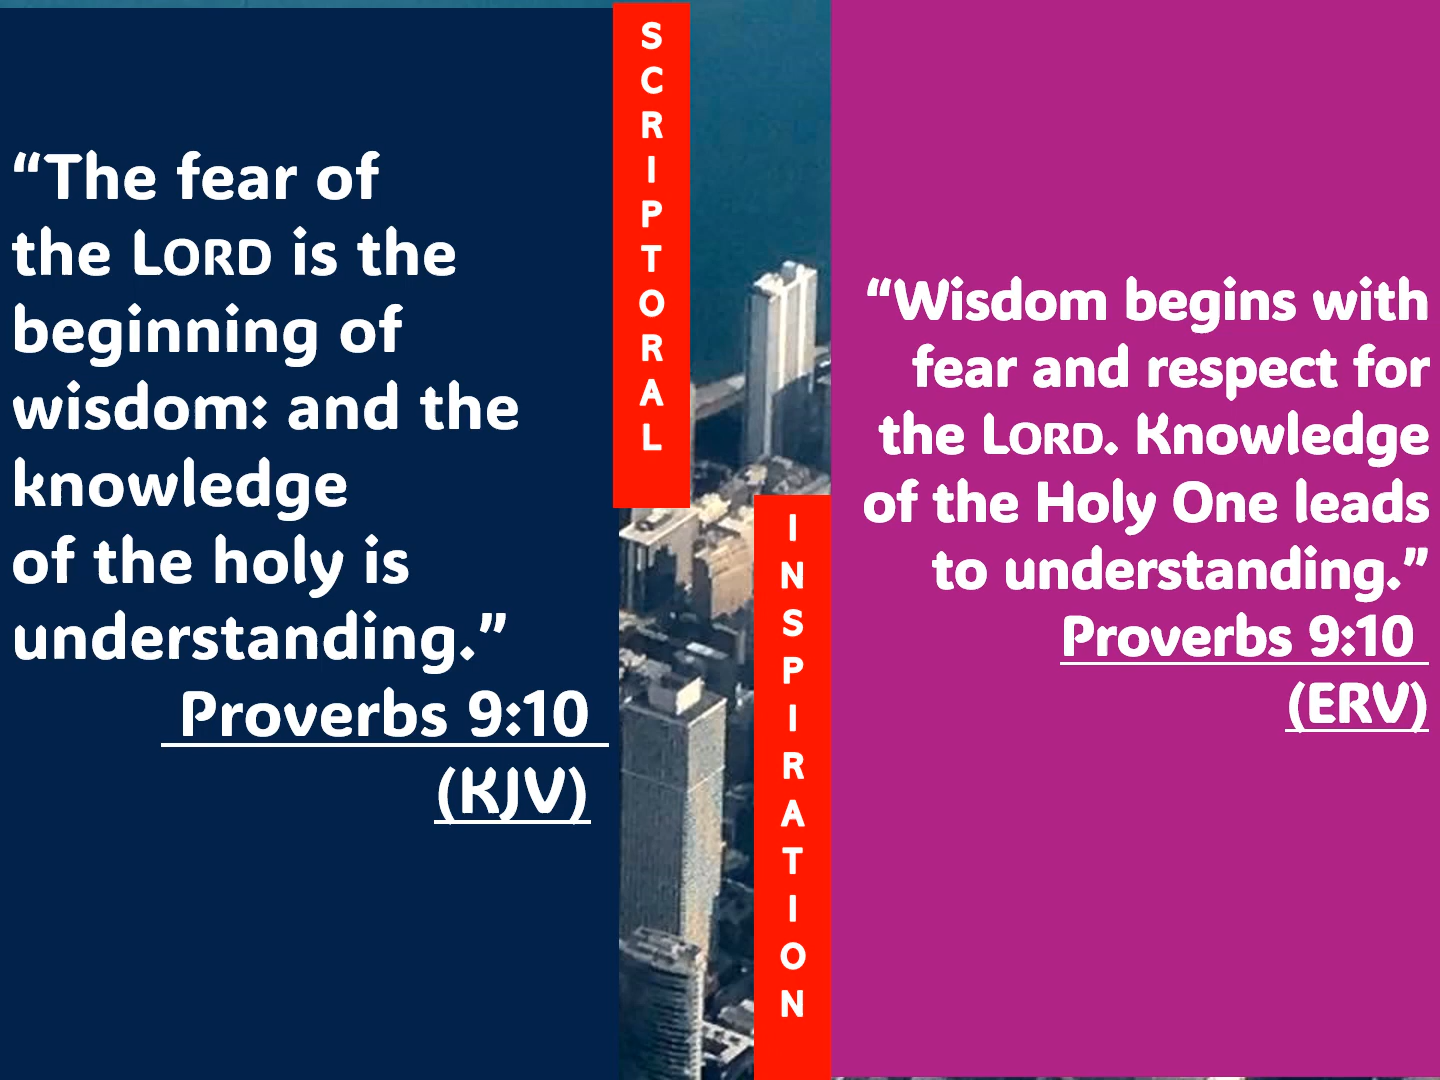 “The fear of
the LORD is the
beginning of
wisdom: and the
knowledge
of the holy is
understanding.”
Proverbs 9:10
(KJV)
SCRIPTORAL
INSPIRATION
“Wisdom begins with
fear and respect for
the LORD. Knowledge
of the Holy One leads
to understanding.”
Proverbs 9:10
(ERV)